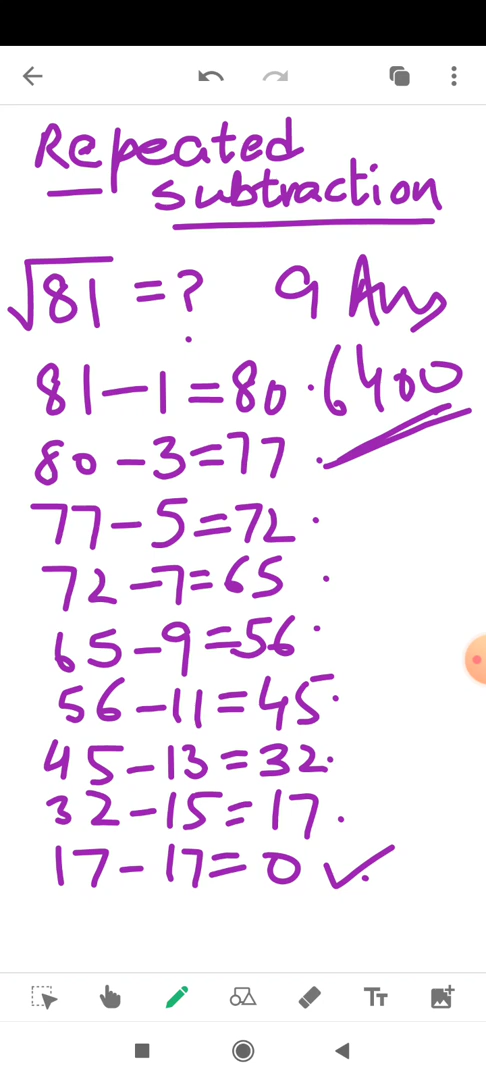 Repeated
subtraction
√81 = ? 9 Ans
81-1=80 6400
80-3=77
77-5=72
72-7=65
65-9=56
56-11=45
45-13=32
32-15=17
17-17=0 ✓
Tт